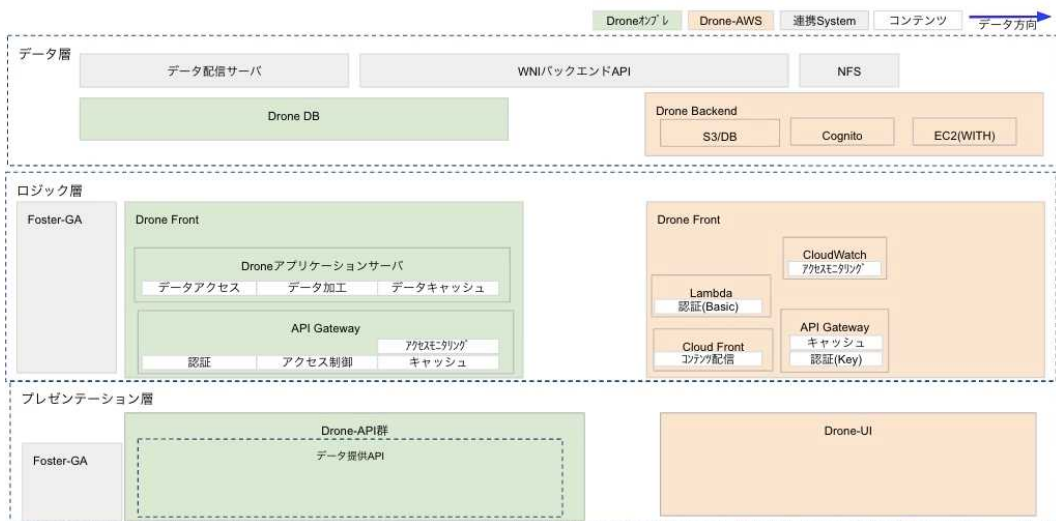 Droneｵﾝﾌﾟﾚ
Drone-AWS
連携System
コンテンツ
データ方向
データ層
データ配信サーバ
WNIバックエンドAPI
NFS
Drone DB
Drone Backend
S3/DB
Cognito
EC2(WITH)
ロジック層
Foster-GA
Drone Front
Droneアプリケーションサーバ
データアクセス
データ加工
データキャッシュ
API Gateway
ｱｸｾｽﾓﾆﾀﾘﾝｸﾞ
認証
アクセス制御
キャッシュ
Drone Front
CloudWatch
ｱｸｾｽﾓﾆﾀﾘﾝｸﾞ
Lambda
認証(Basic)
Cloud Front
ｺﾝﾃﾝﾂ配信
API Gateway
キャッシュ
認証(Key)
プレゼンテーション層
Foster-GA
Drone-API群
データ提供API
Drone-UI